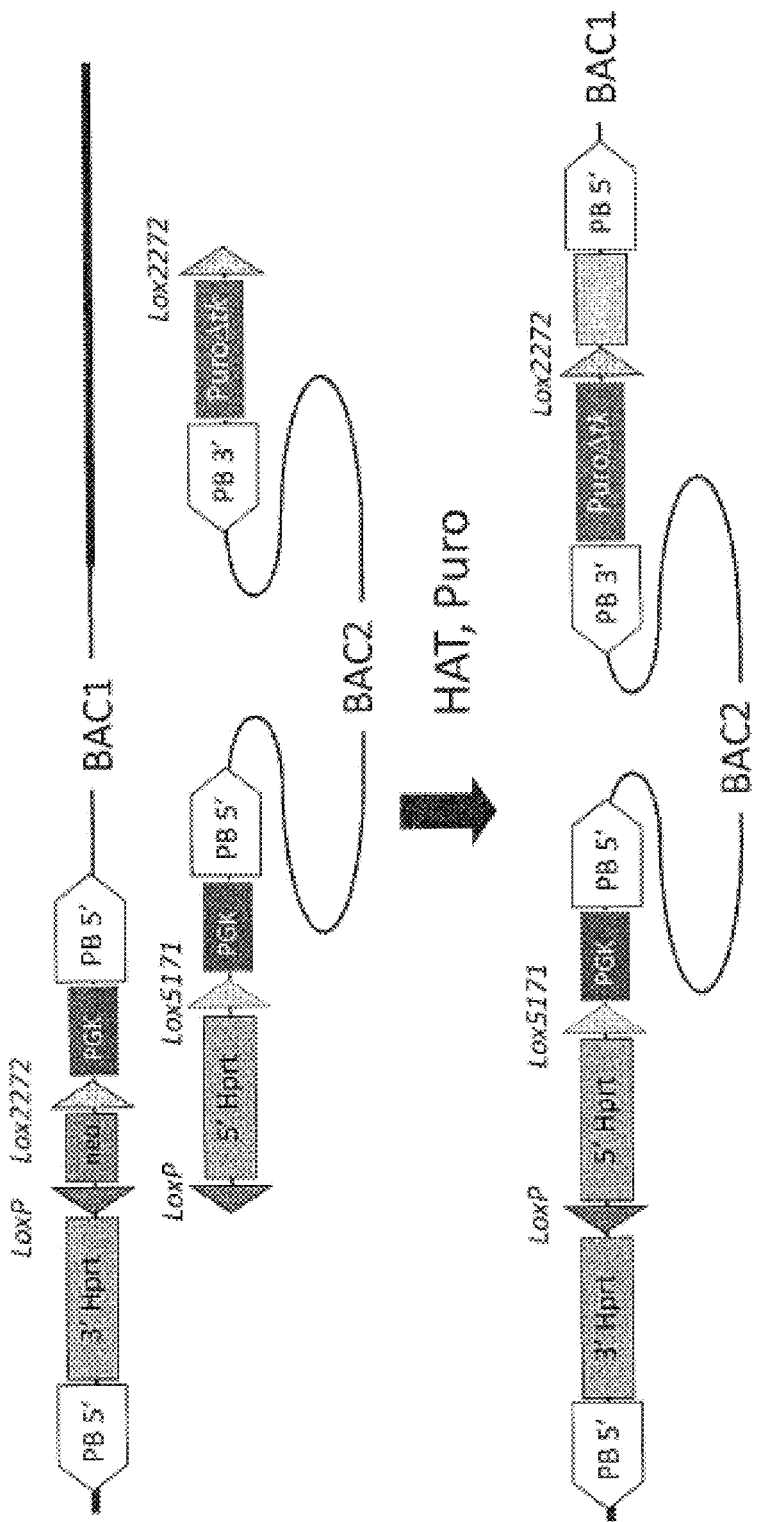 LoxP Lox2272
PB 5' 3' Hprt neo PGK PB 5' BAC1
LoxP Lox5171 Lox2272
5' Hprt PGK PB 5' PB 3' PuroΔtk
BAC2
HAT, Puro
LoxP Lox5171 Lox2272
PB 5' 3' Hprt 5' Hprt PGK PB 5' PB 3' PuroΔtk PB 5' BAC1
BAC2